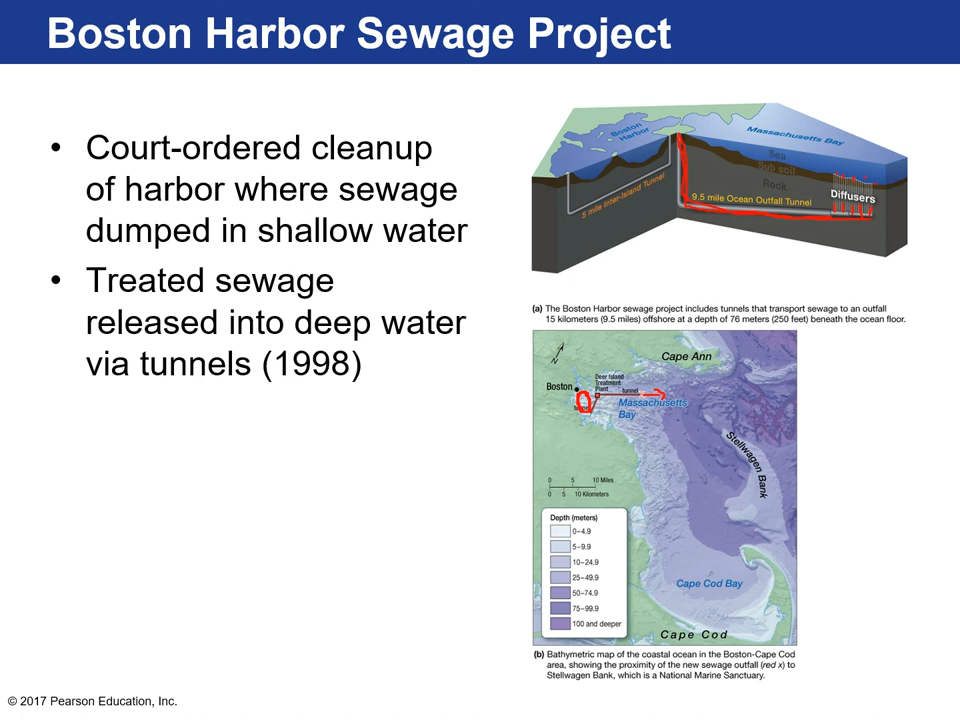 Boston Harbor Sewage Project
• Court-ordered cleanup
of harbor where sewage
dumped in shallow water
• Treated sewage
released into deep water
via tunnels (1998)
Boston
Harbor
Massachusetts Bay
Sea
Sub soil
Rock
5 mile Inter-Island Tunnel
9.5 mile Ocean Outfall Tunnel
Diffusers
(a) The Boston Harbor sewage project includes tunnels that transport sewage to an outfall
15 kilometers (9.5 miles) offshore at a depth of 76 meters (250 feet) beneath the ocean floor.
N
Cape Ann
Boston
Deer Island
Treatment
Plant
tunnel
Massachusetts
Bay
Stellwagen Bank
0 5 10 Miles
0 5 10 Kilometers
Depth (meters)
0–4.9
5–9.9
10–24.9
25–49.9
50–74.9
75–99.9
100 and deeper
Cape Cod Bay
Cape Cod
(b) Bathymetric map of the coastal ocean in the Boston-Cape Cod
area, showing the proximity of the new sewage outfall (red x) to
Stellwagen Bank, which is a National Marine Sanctuary.
© 2017 Pearson Education, Inc.